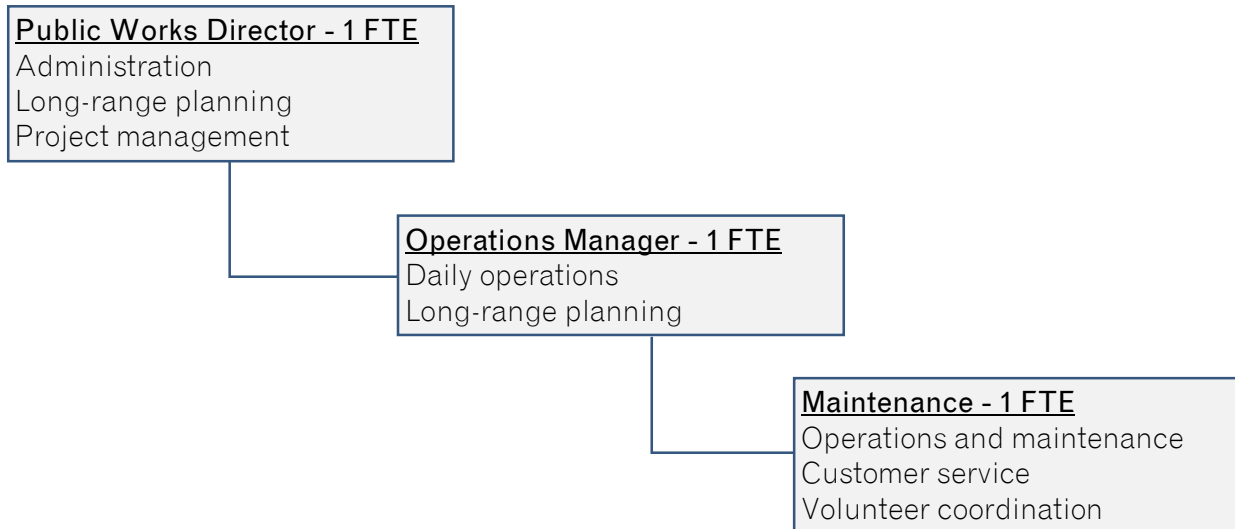 Public Works Director - 1 FTE
Administration
Long-range planning
Project management
Operations Manager - 1 FTE
Daily operations
Long-range planning
Maintenance - 1 FTE
Operations and maintenance
Customer service
Volunteer coordination